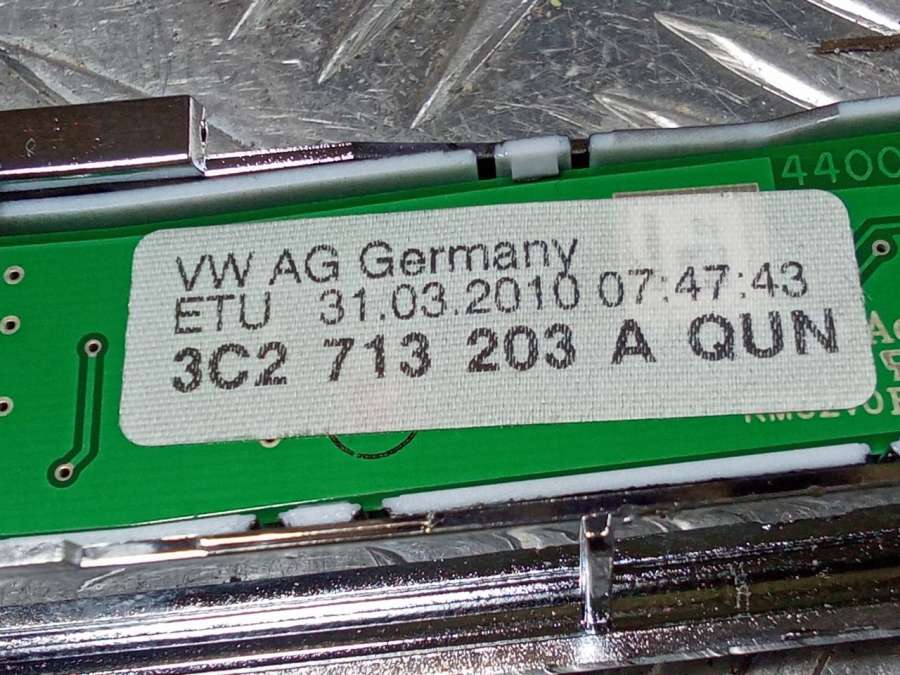 4400
VW AG Germany
ETU 31.03.2010 07:47:43
3C2 713 203 A QUN